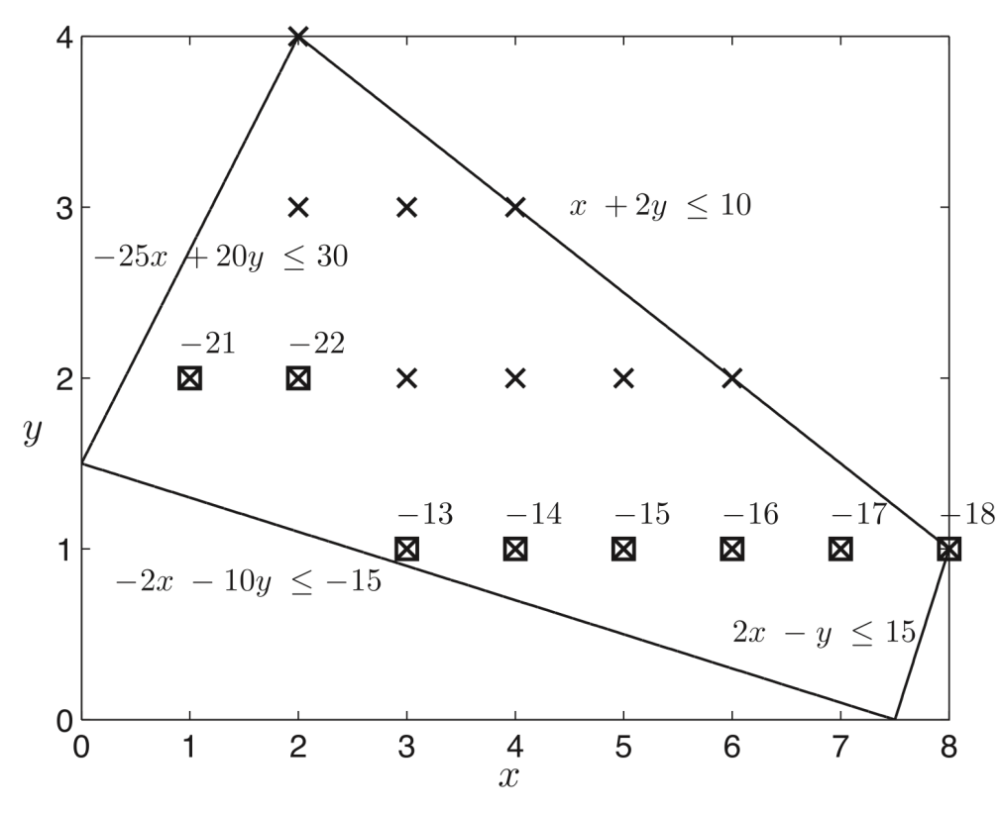 4
3
x + 2y ≤ 10
−25x + 20y ≤ 30
−21 −22
2
y
−13 −14 −15 −16 −17 −18
1
−2x − 10y ≤ −15
2x − y ≤ 15
0
0 1 2 3 4 5 6 7 8
x